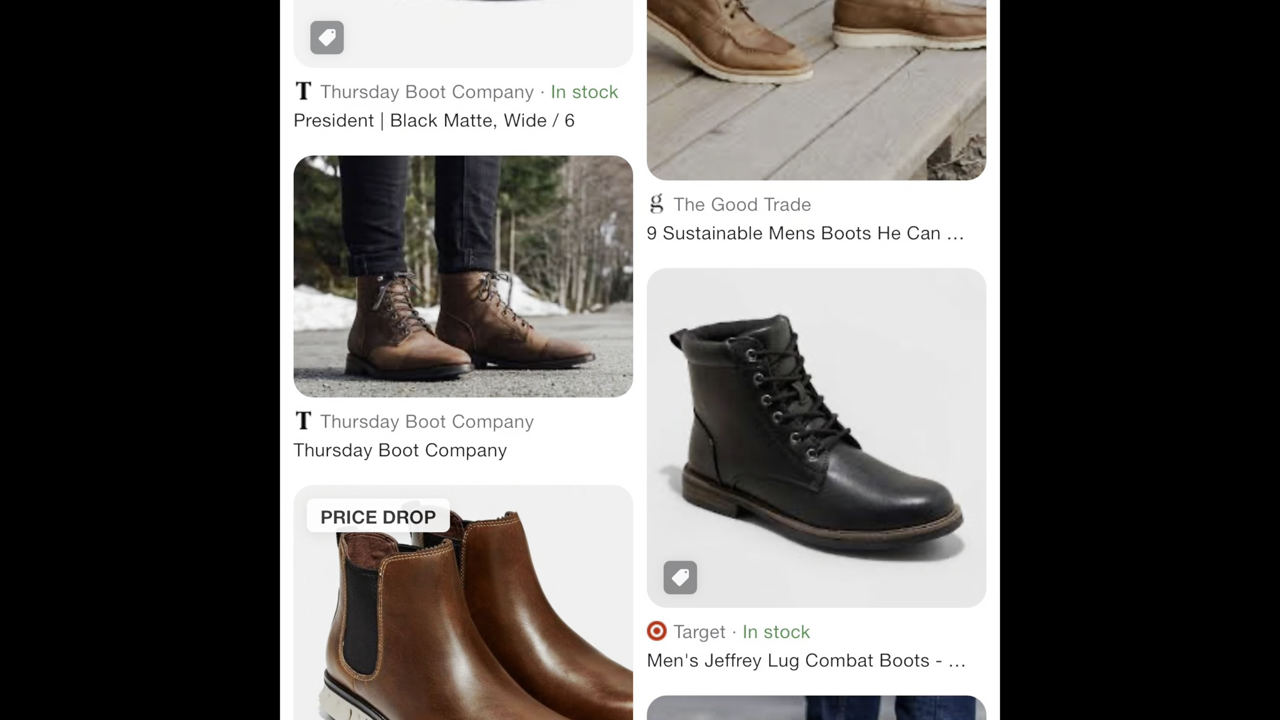 T Thursday Boot Company · In stock
President | Black Matte, Wide / 6
T Thursday Boot Company
Thursday Boot Company
PRICE DROP
g The Good Trade
9 Sustainable Mens Boots He Can ...
Target · In stock
Men's Jeffrey Lug Combat Boots - ...